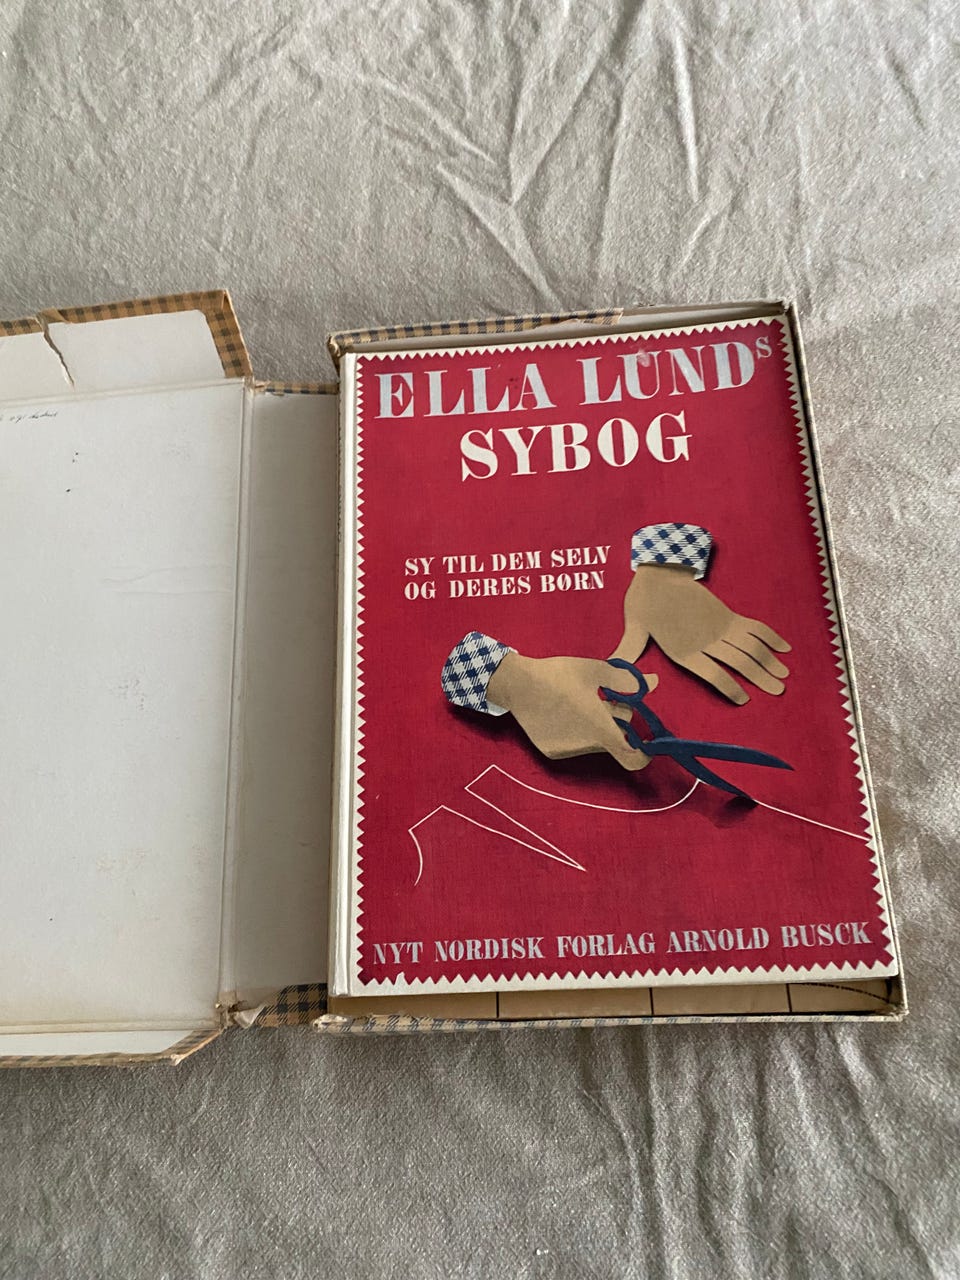 ELLA LUNDS
SYBOG
SY TIL DEM SELV
OG DERES BØRN
NYT NORDISK FORLAG ARNOLD BUSCK